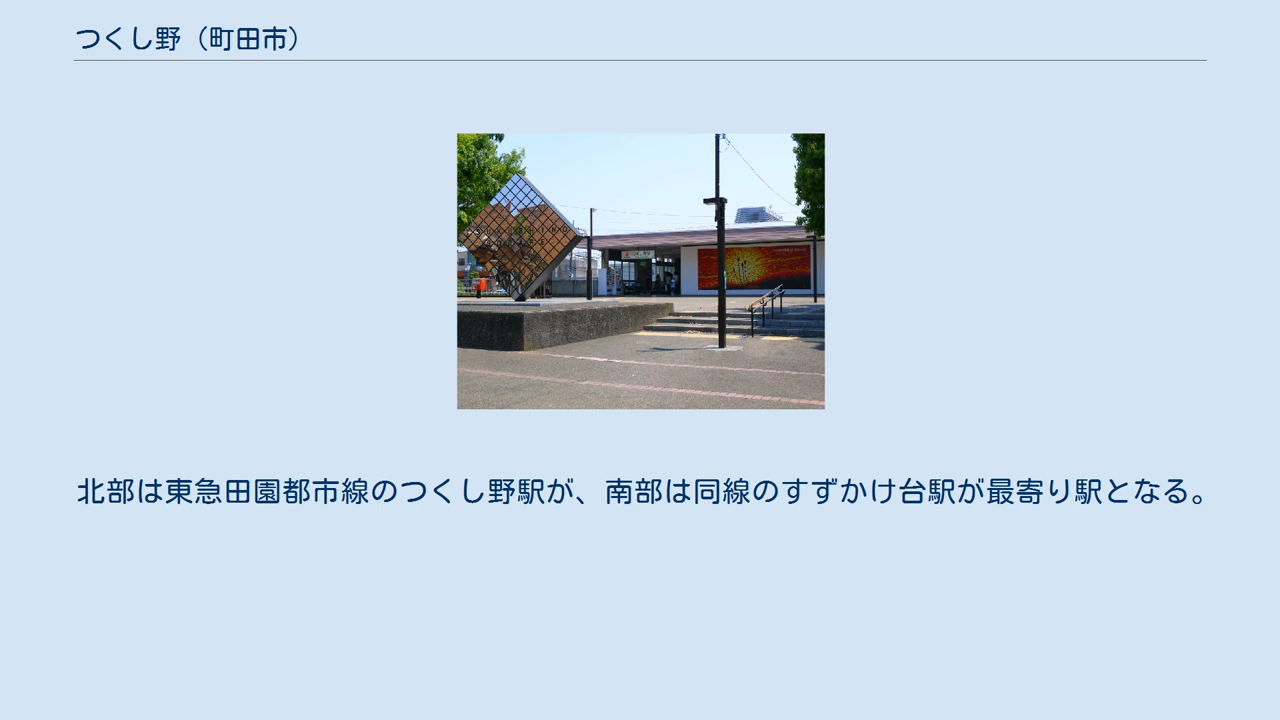 つくし野（町田市）
北部は東急田園都市線のつくし野駅が、南部は同線のすずかけ台駅が最寄り駅となる。